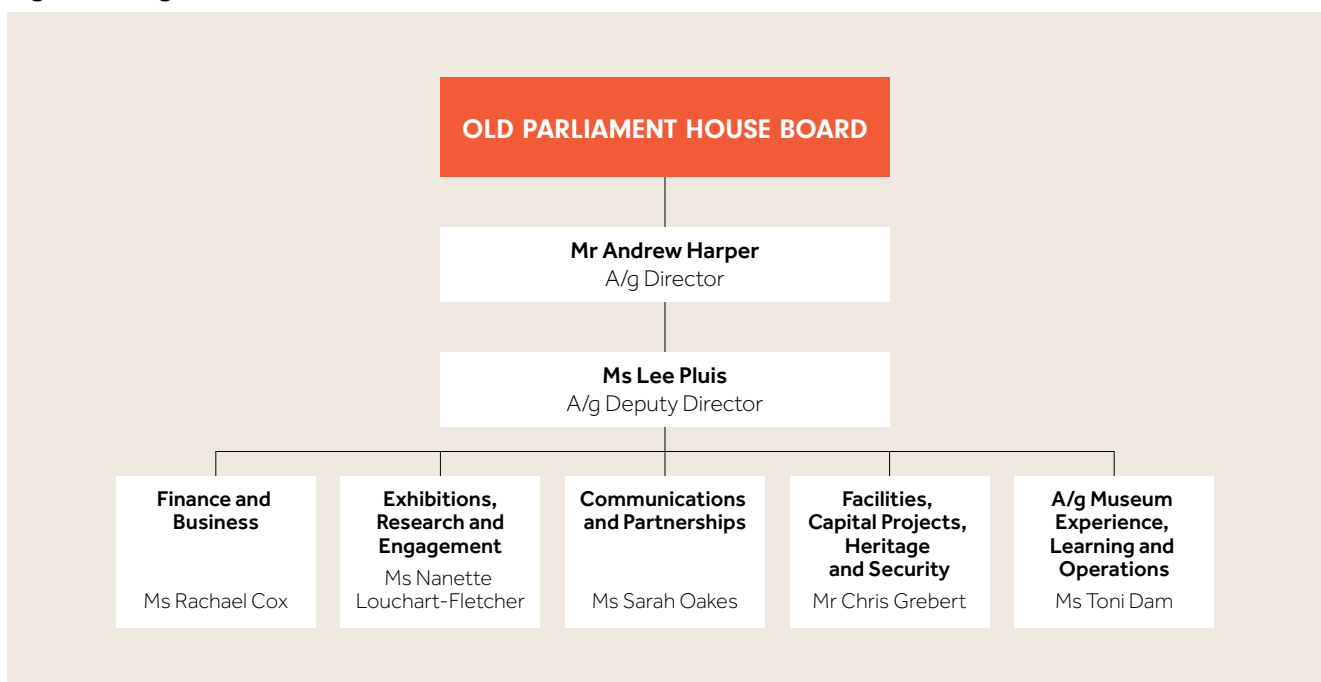 OLD PARLIAMENT HOUSE BOARD
Mr Andrew Harper
A/g Director
Ms Lee Pluis
A/g Deputy Director
Finance and
Business
Ms Rachael Cox
Exhibitions,
Research and
Engagement
Ms Nanette
Louchart-Fletcher
Communications
and Partnerships
Ms Sarah Oakes
Facilities,
Capital Projects,
Heritage
and Security
Mr Chris Grebert
A/g Museum
Experience,
Learning and
Operations
Ms Toni Dam